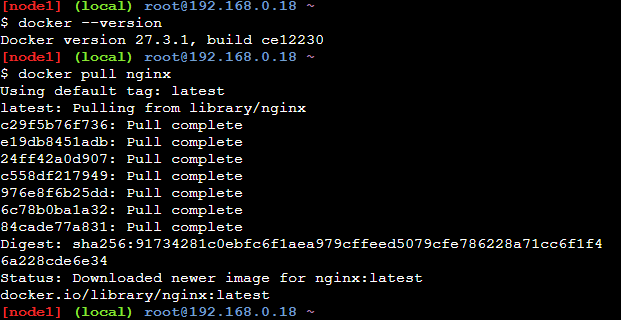 [node1] (local) root@192.168.0.18 ~
$ docker --version
Docker version 27.3.1, build ce12230
[node1] (local) root@192.168.0.18 ~
$ docker pull nginx
Using default tag: latest
latest: Pulling from library/nginx
c29f5b76f736: Pull complete
e19db8451adb: Pull complete
24ff42a0d907: Pull complete
c558df217949: Pull complete
976e8f6b25dd: Pull complete
6c78b0ba1a32: Pull complete
84cade77a831: Pull complete
Digest: sha256:91734281c0ebfc6f1aea979cffeed5079cfe786228a71cc6f1f4
6a228cde6e34
Status: Downloaded newer image for nginx:latest
docker.io/library/nginx:latest
[node1] (local) root@192.168.0.18 ~